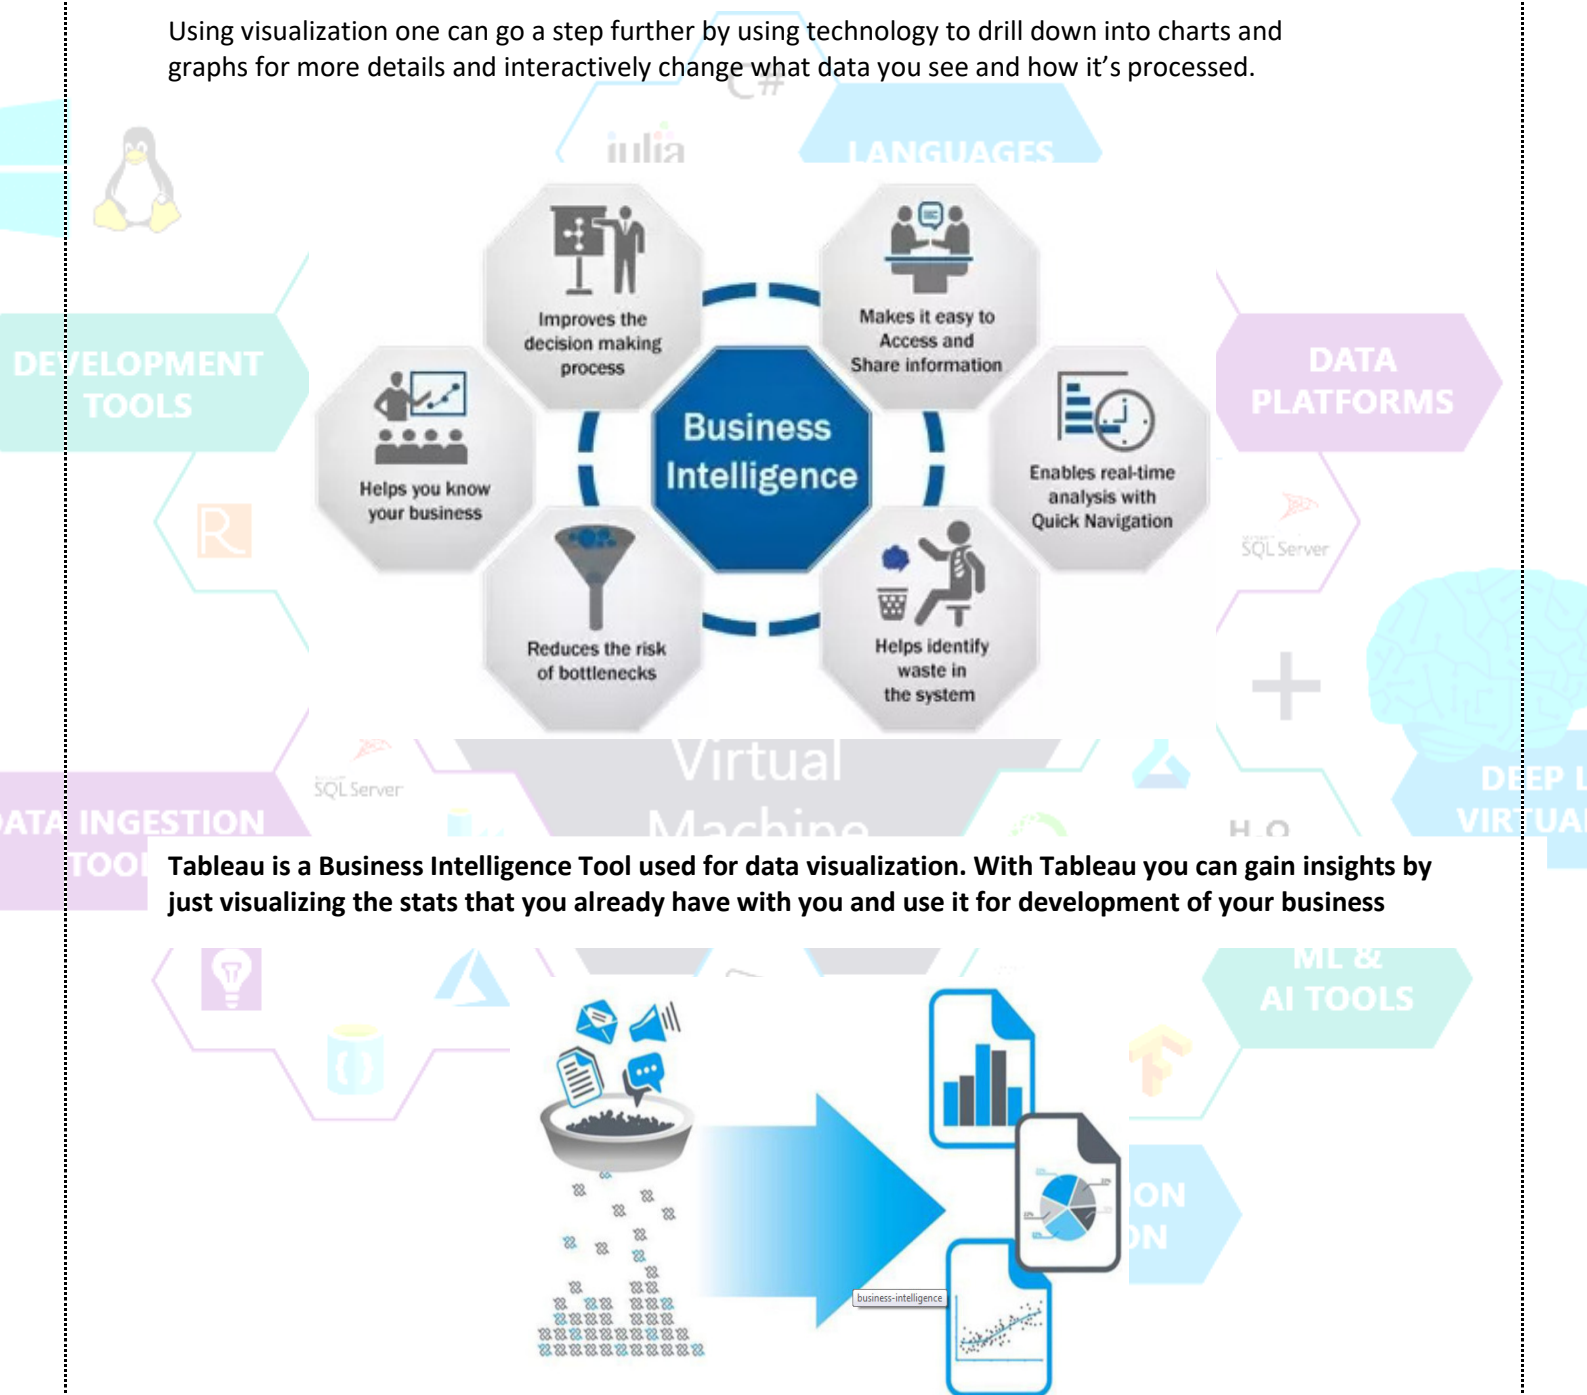 Using visualization one can go a step further by using technology to drill down into charts and
graphs for more details and interactively change what data you see and how it's processed.
C#
julia
LANGUAGES
Improves the
decision making
process
Makes it easy to
Access and
Share information
DEVELOPMENT
TOOLS
DATA
PLATFORMS
Business
Intelligence
Helps you know
your business
Enables real-time
analysis with
Quick Navigation
R
SQL Server
Reduces the risk
of bottlenecks
Helps identify
waste in
the system
Virtual
Machine
SQL Server
DEEP L
VIRTUA
H2O
ATA INGESTION
TOO
Tableau is a Business Intelligence Tool used for data visualization. With Tableau you can gain insights by
just visualizing the stats that you already have with you and use it for development of your business
ML &
AI TOOLS
ION
ON
business-intelligence